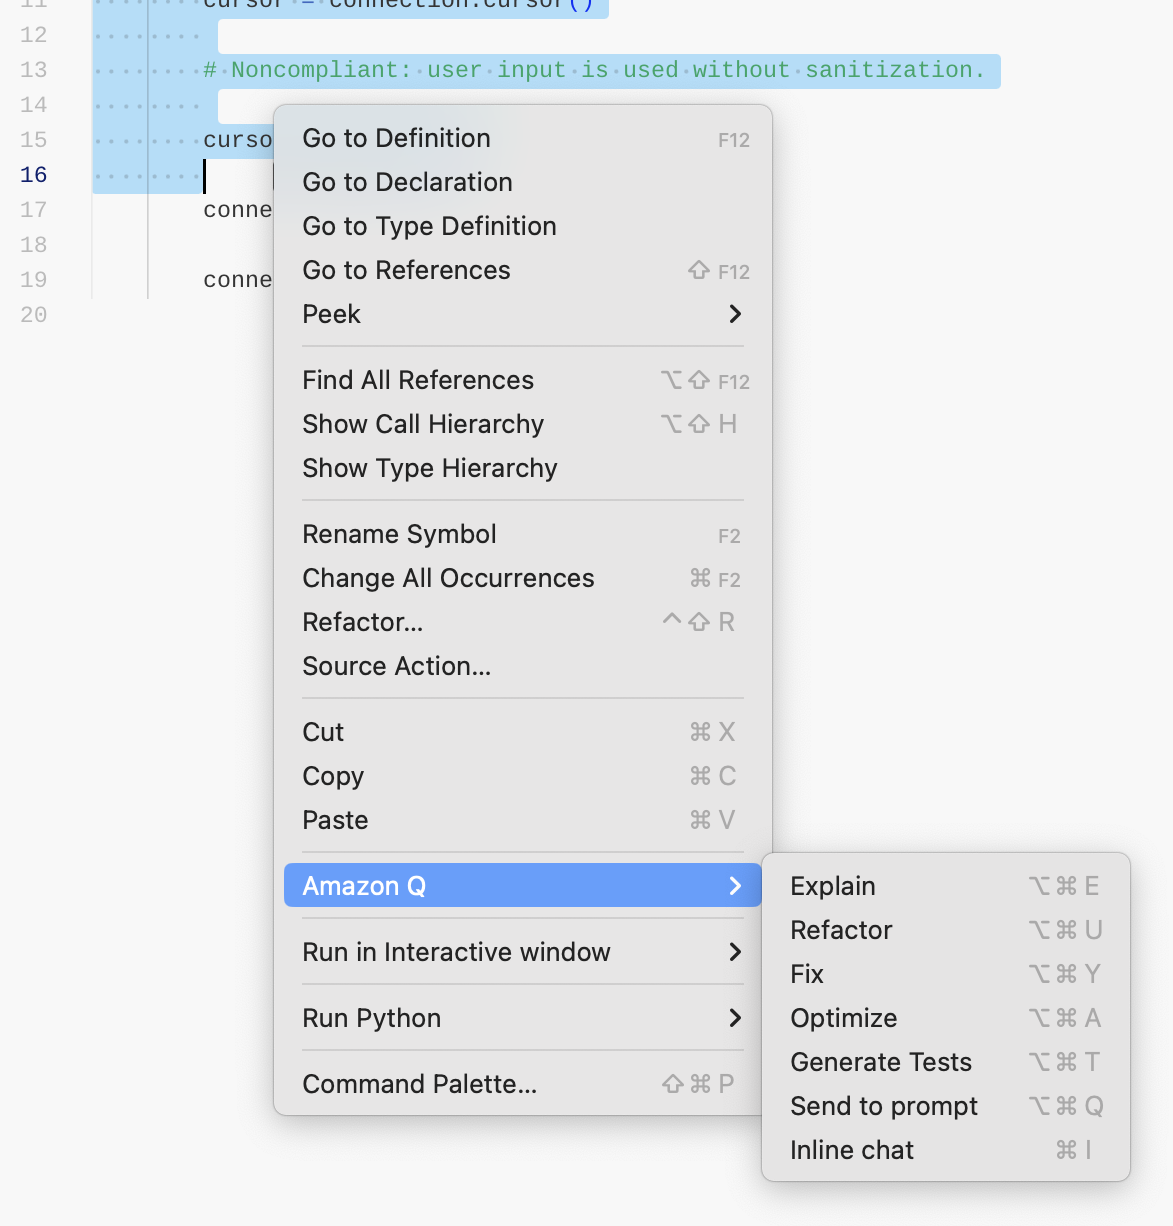 11 cursor = connection.cursor()
12
13 # Noncompliant: user input is used without sanitization.
14
15 curso
16
17 conne
18
19 conne
20
Go to Definition F12
Go to Declaration
Go to Type Definition
Go to References ⇧ F12
Peek
Find All References ⌥⇧ F12
Show Call Hierarchy ⌥⇧ H
Show Type Hierarchy
Rename Symbol F2
Change All Occurrences ⌘ F2
Refactor... ^⇧ R
Source Action...
Cut ⌘ X
Copy ⌘ C
Paste ⌘ V
Amazon Q
Run in Interactive window
Run Python
Command Palette... ⇧⌘ P
Explain ⌥⌘ E
Refactor ⌥⌘ U
Fix ⌥⌘ Y
Optimize ⌥⌘ A
Generate Tests ⌥⌘ T
Send to prompt ⌥⌘ Q
Inline chat ⌘ I